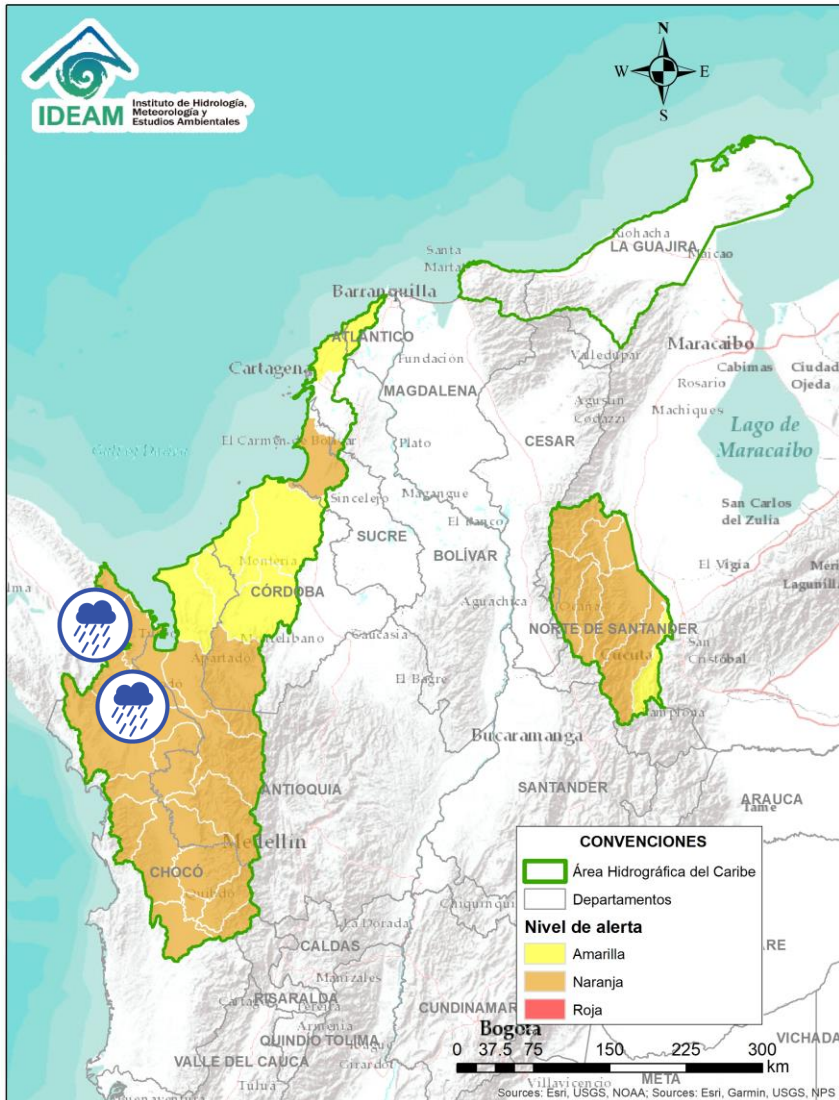 IDEAM
Instituto de Hidrología,
Meteorología y
Estudios Ambientales
N
W
E
S
Riohacha
LA GUAJIRA
Maicao
Santa
Barranquilla
ATLÁNTICO
Fundación
Cartagena
MAGDALENA
Valledupar
Maracaibo
Cabimas
Ciudad
Ojeda
Rosario
Machiques
Agustín
Codazzi
Lago de
Maracaibo
CESAR
El Carmen de Bolívar
Plato
Sincelejo
Magangue
El Banco
SUCRE
BOLÍVAR
San Carlos
del Zulia
El Vigía
Montería
CÓRDOBA
Aguachica
NORTE DE SANTANDER
Cúcuta
San
Cristóbal
Caucasia
Apartadó
El Bagre
Bucaramanga
SANTANDER
ANTIOQUIA
ARAUCA
Tame
Medellín
CHOCÓ
Quibdó
La Dorada
CALDAS
Manizales
RISARALDA
Pereira
Armenia
QUINDÍO
TOLIMA
Girardot
CUNDINAMAR
Bogotá
VALLE DEL CAUCA
Tuluá
Villavicencio
META
VICHADA
CONVENCIONES
Área Hidrográfica del Caribe
Departamentos
Nivel de alerta
Amarilla
Naranja
Roja
0 37.5 75 150 225 300
km
Sources: Esri, USGS, NOAA; Sources: Esri, Garmin, USGS, NPS